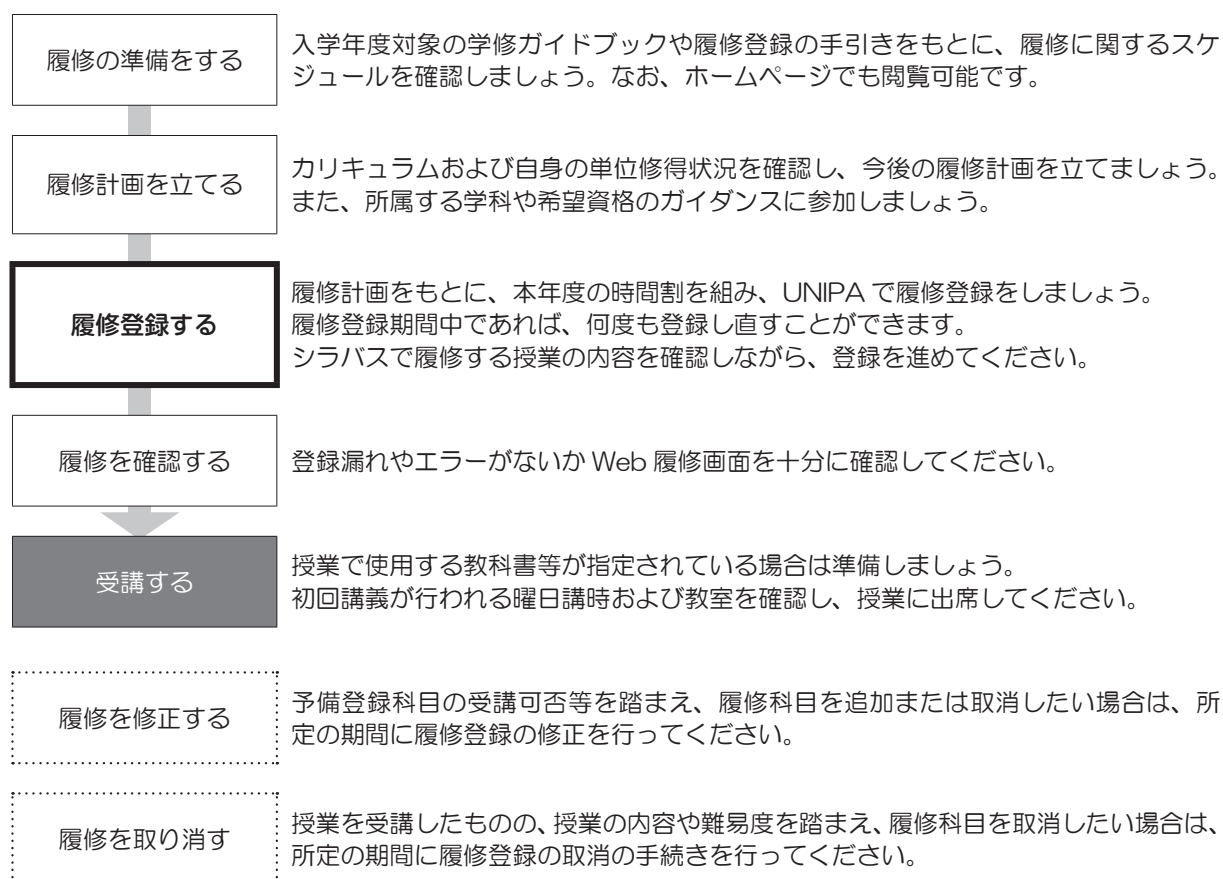 履修の準備をする
入学年度対象の学修ガイドブックや履修登録の手引きをもとに、履修に関するスケ
ジュールを確認しましょう。なお、ホームページでも閲覧可能です。
履修計画を立てる
カリキュラムおよび自身の単位修得状況を確認し、今後の履修計画を立てましょう。
また、所属する学科や希望資格のガイダンスに参加しましょう。
履修登録する
履修計画をもとに、本年度の時間割を組み、UNIPA で履修登録をしましょう。
履修登録期間中であれば、何度も登録し直すことができます。
シラバスで履修する授業の内容を確認しながら、登録を進めてください。
履修を確認する
登録漏れやエラーがないか Web 履修画面を十分に確認してください。
受講する
授業で使用する教科書等が指定されている場合は準備しましょう。
初回講義が行われる曜日講時および教室を確認し、授業に出席してください。
履修を修正する
予備登録科目の受講可否等を踏まえ、履修科目を追加または取消したい場合は、所
定の期間に履修登録の修正を行ってください。
履修を取り消す
授業を受講したものの、授業の内容や難易度を踏まえ、履修科目を取消したい場合は、
所定の期間に履修登録の取消の手続きを行ってください。